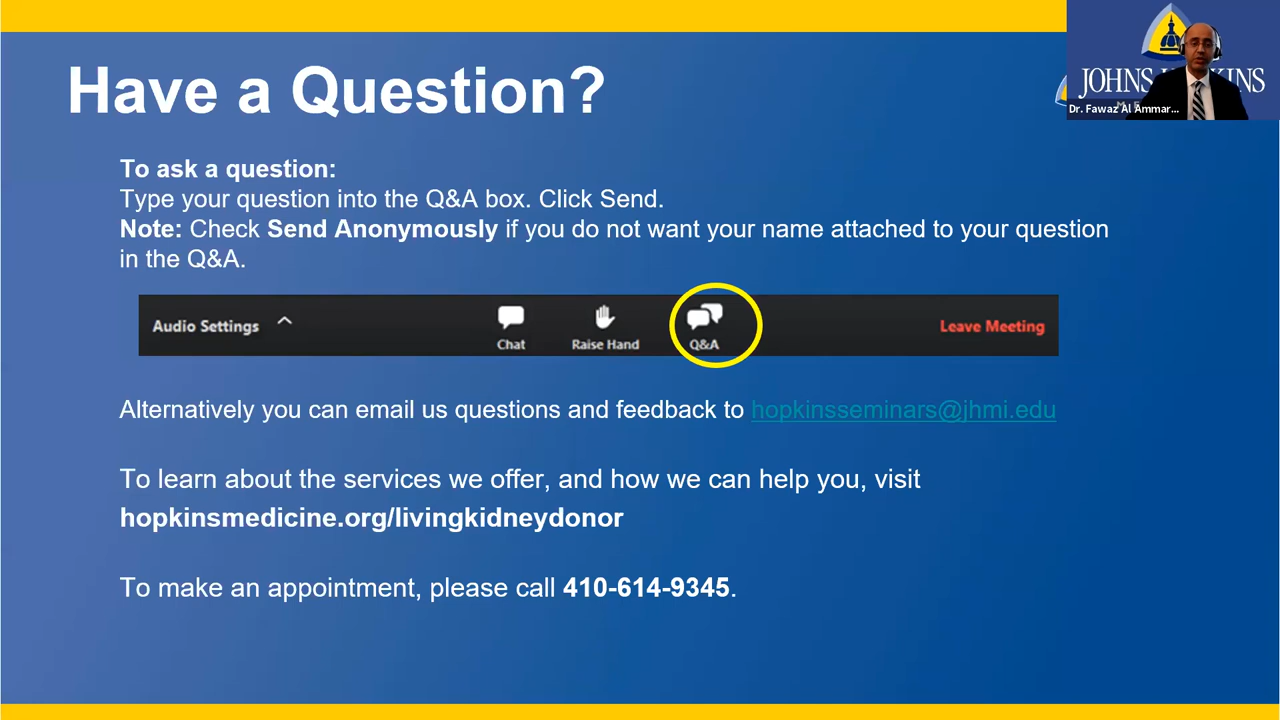 Have a Question?
JOHNS HOPKINS
Dr. Fawaz Al Ammar...
To ask a question:
Type your question into the Q&A box. Click Send.
Note: Check Send Anonymously if you do not want your name attached to your question
in the Q&A.
Audio Settings
Chat
Raise Hand
Q&A
Leave Meeting
Alternatively you can email us questions and feedback to hopkinsseminars@jhmi.edu
To learn about the services we offer, and how we can help you, visit
hopkinsmedicine.org/livingkidneydonor
To make an appointment, please call 410-614-9345.